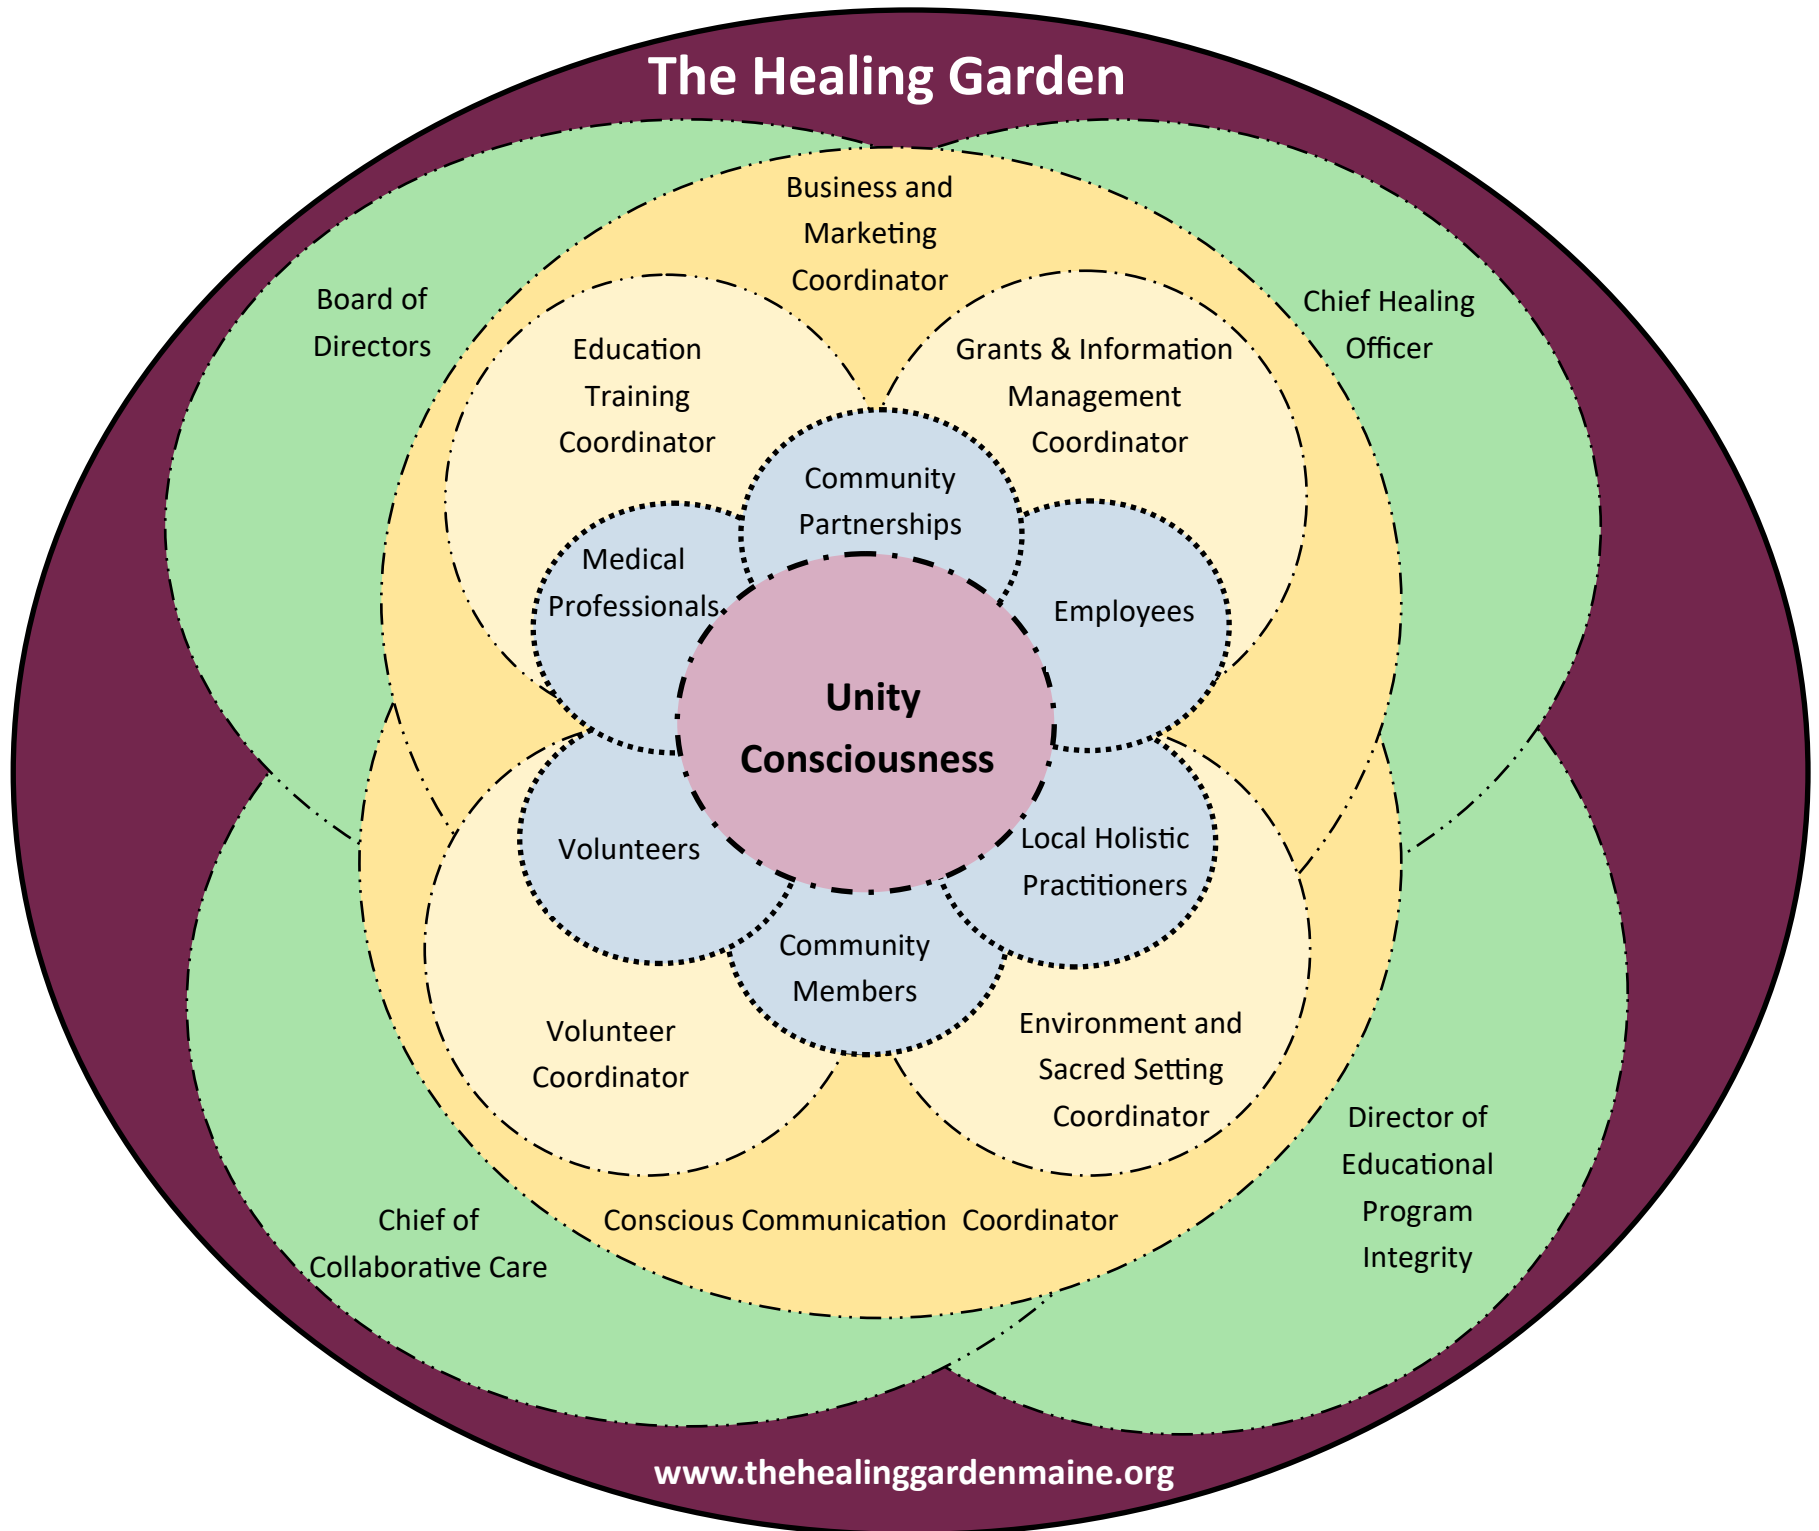 The Healing Garden
Business and
Marketing
Coordinator
Board of
Directors
Chief Healing
Officer
Education
Training
Coordinator
Grants & Information
Management
Coordinator
Community
Partnerships
Medical
Professionals
Employees
Unity
Consciousness
Volunteers
Local Holistic
Practitioners
Community
Members
Volunteer
Coordinator
Environment and
Sacred Setting
Coordinator
Director of
Educational
Program
Integrity
Chief of
Collaborative Care
Conscious Communication Coordinator
www.thehealinggardenmaine.org